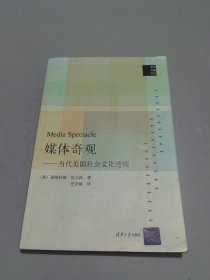 Media Spectacle
媒体奇观
——当代美国社会文化透视
[美] 道格拉斯·凯尔纳 著
史安斌 译
清华大学出版社